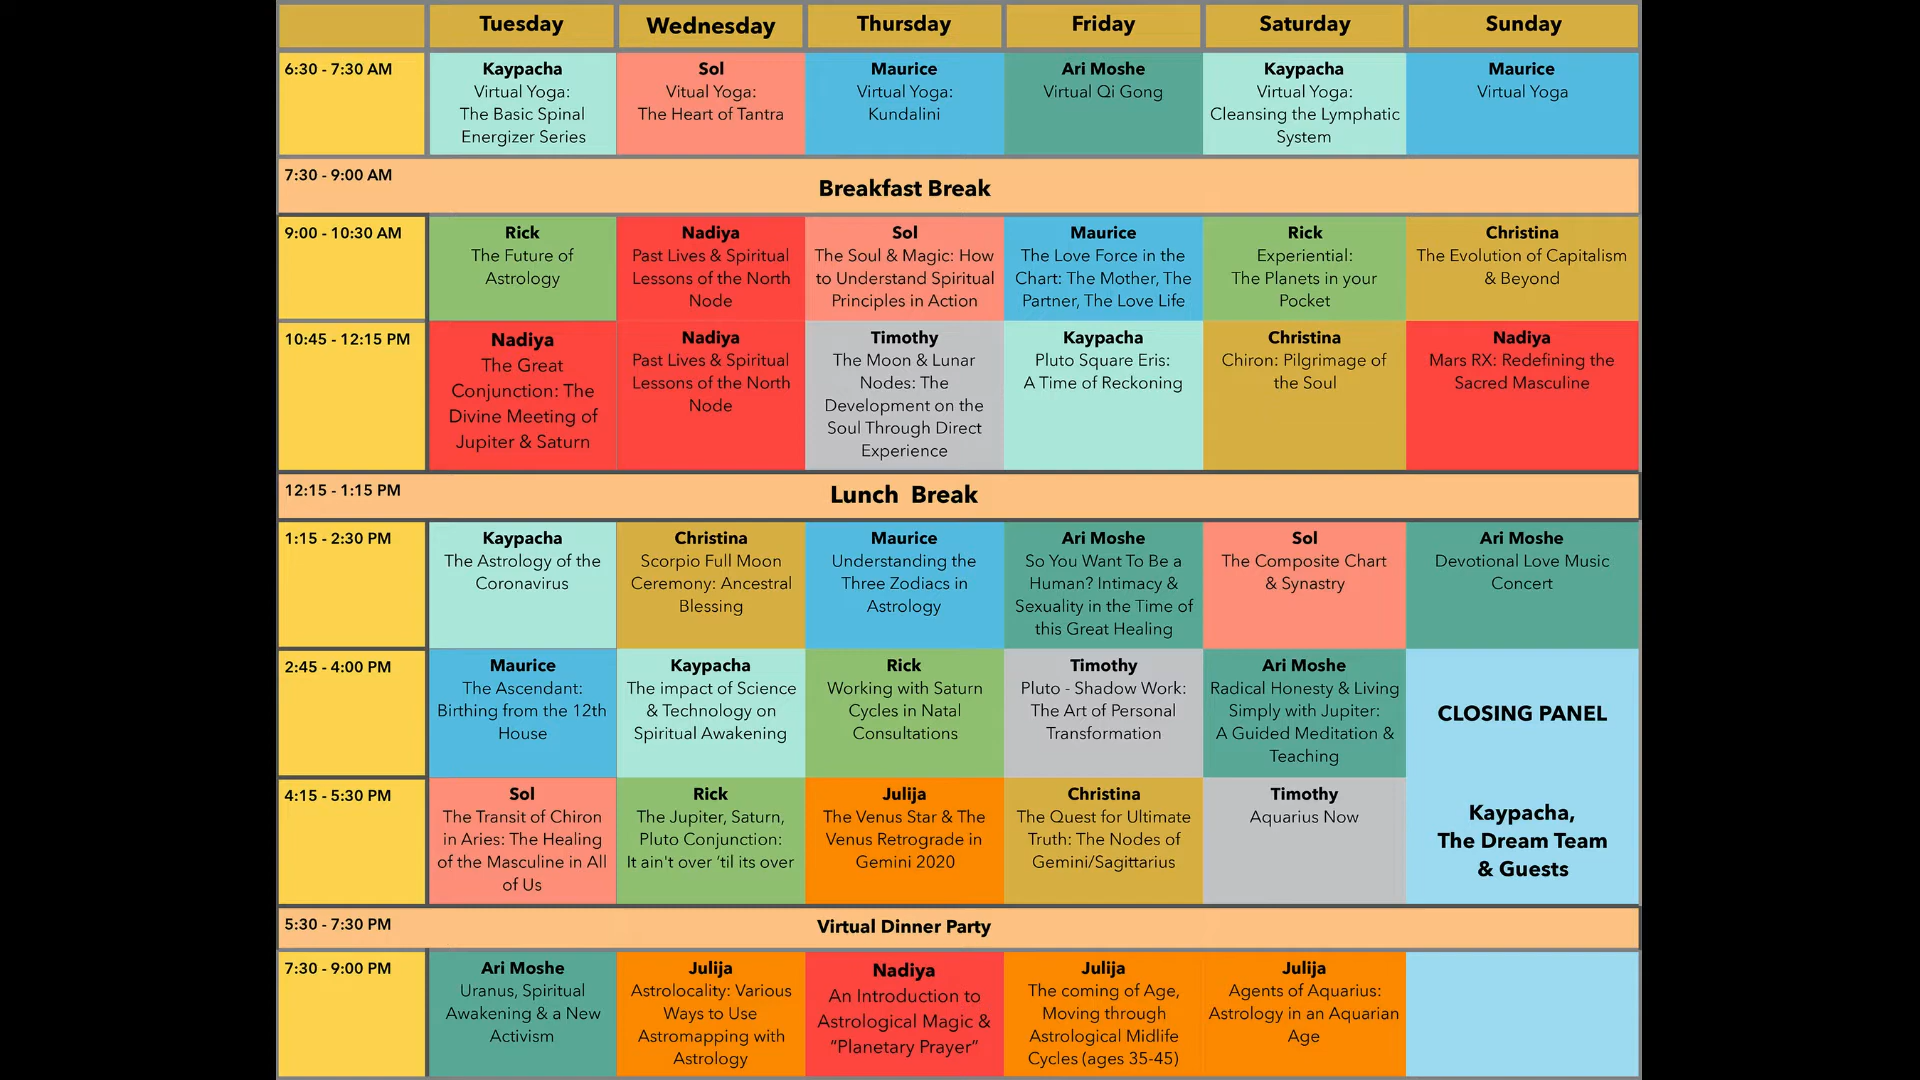 Tuesday
Wednesday
Thursday
Friday
Saturday
Sunday
6:30 - 7:30 AM
Kaypacha
Virtual Yoga:
The Basic Spinal
Energizer Series
Sol
Vitual Yoga:
The Heart of Tantra
Maurice
Virtual Yoga:
Kundalini
Ari Moshe
Virtual Qi Gong
Kaypacha
Virtual Yoga:
Cleansing the Lymphatic
System
Maurice
Virtual Yoga
7:30 - 9:00 AM
Breakfast Break
9:00 - 10:30 AM
Rick
The Future of
Astrology
Nadiya
Past Lives & Spiritual
Lessons of the North
Node
Sol
The Soul & Magic: How
to Understand Spiritual
Principles in Action
Maurice
The Love Force in the
Chart: The Mother, The
Partner, The Love Life
Rick
Experiential:
The Planets in your
Pocket
Christina
The Evolution of Capitalism
& Beyond
10:45 - 12:15 PM
Nadiya
The Great
Conjunction: The
Divine Meeting of
Jupiter & Saturn
Nadiya
Past Lives & Spiritual
Lessons of the North
Node
Timothy
The Moon & Lunar
Nodes: The
Development on the
Soul Through Direct
Experience
Kaypacha
Pluto Square Eris:
A Time of Reckoning
Christina
Chiron: Pilgrimage of
the Soul
Nadiya
Mars RX: Redefining the
Sacred Masculine
12:15 - 1:15 PM
Lunch Break
1:15 - 2:30 PM
Kaypacha
The Astrology of the
Coronavirus
Christina
Scorpio Full Moon
Ceremony: Ancestral
Blessing
Maurice
Understanding the
Three Zodiacs in
Astrology
Ari Moshe
So You Want To Be a
Human? Intimacy &
Sexuality in the Time of
this Great Healing
Sol
The Composite Chart
& Synastry
Ari Moshe
Devotional Love Music
Concert
2:45 - 4:00 PM
Maurice
The Ascendant:
Birthing from the 12th
House
Kaypacha
The impact of Science
& Technology on
Spiritual Awakening
Rick
Working with Saturn
Cycles in Natal
Consultations
Timothy
Pluto - Shadow Work:
The Art of Personal
Transformation
Ari Moshe
Radical Honesty & Living
Simply with Jupiter:
A Guided Meditation &
Teaching
CLOSING PANEL
4:15 - 5:30 PM
Sol
The Transit of Chiron
in Aries: The Healing
of the Masculine in All
of Us
Rick
The Jupiter, Saturn,
Pluto Conjunction:
It ain't over 'til its over
Julija
The Venus Star & The
Venus Retrograde in
Gemini 2020
Christina
The Quest for Ultimate
Truth: The Nodes of
Gemini/Sagittarius
Timothy
Aquarius Now
Kaypacha,
The Dream Team
& Guests
5:30 - 7:30 PM
Virtual Dinner Party
7:30 - 9:00 PM
Ari Moshe
Uranus, Spiritual
Awakening & a New
Activism
Julija
Astrolocality: Various
Ways to Use
Astromapping with
Astrology
Nadiya
An Introduction to
Astrological Magic &
“Planetary Prayer”
Julija
The coming of Age,
Moving through
Astrological Midlife
Cycles (ages 35-45)
Julija
Agents of Aquarius:
Astrology in an Aquarian
Age